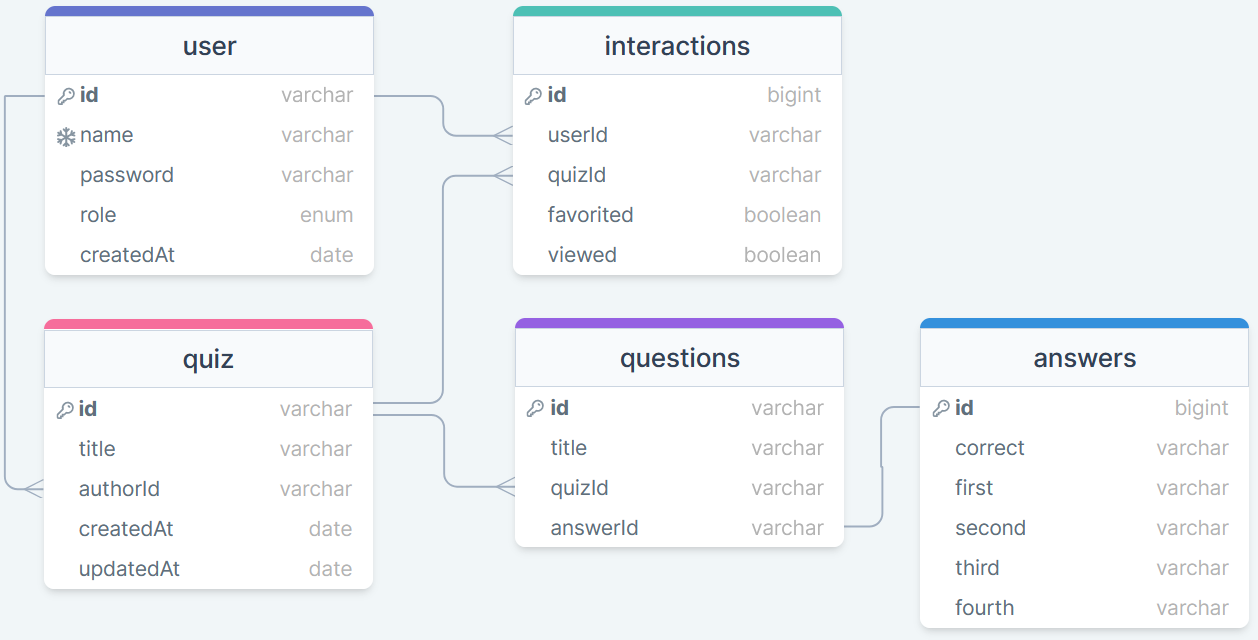 user
id varchar
name varchar
password varchar
role enum
createdAt date
interactions
id bigint
userId varchar
quizId varchar
favorited boolean
viewed boolean
quiz
id varchar
title varchar
authorId varchar
createdAt date
updatedAt date
questions
id varchar
title varchar
quizId varchar
answerId varchar
answers
id bigint
correct varchar
first varchar
second varchar
third varchar
fourth varchar